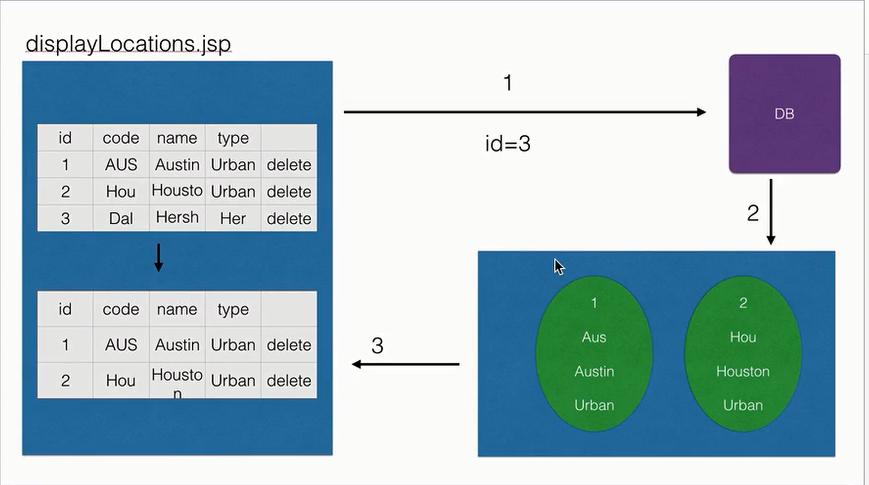 displayLocations.jsp
id code name type
1 AUS Austin Urban delete
2 Hou Housto Urban delete
3 Dal Hersh Her delete
id code name type
1 AUS Austin Urban delete
2 Hou Housto
n Urban delete
1
id=3
DB
2
3
1
Aus
Austin
Urban
2
Hou
Houston
Urban